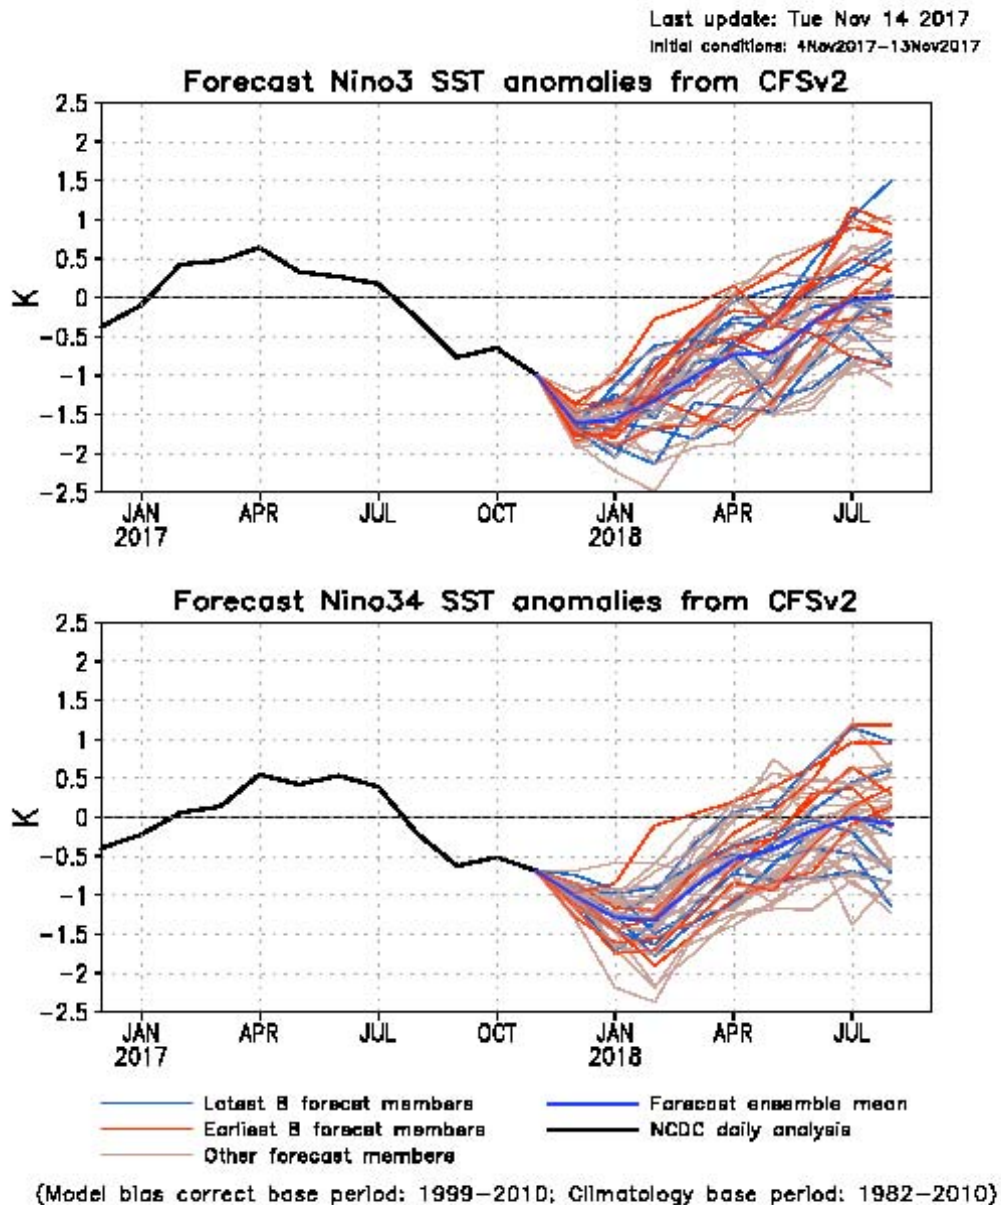 Last update: Tue Nov 14 2017
Initial conditions: 4Nov2017-13Nov2017
Forecast Nino3 SST anomalies from CFSv2
2.5
2
1.5
1
0.5
0
-0.5
-1
-1.5
-2
-2.5
K
JAN APR JUL OCT JAN APR JUL
2017 2018
Forecast Nino34 SST anomalies from CFSv2
2.5
2
1.5
1
0.5
0
-0.5
-1
-1.5
-2
-2.5
K
JAN APR JUL OCT JAN APR JUL
2017 2018
Latest 8 forecast members
Forecast ensemble mean
Earliest 8 forecast members
NCDC daily analysis
Other forecast members
(Model bias correct base period: 1999-2010; Climatology base period: 1982-2010)